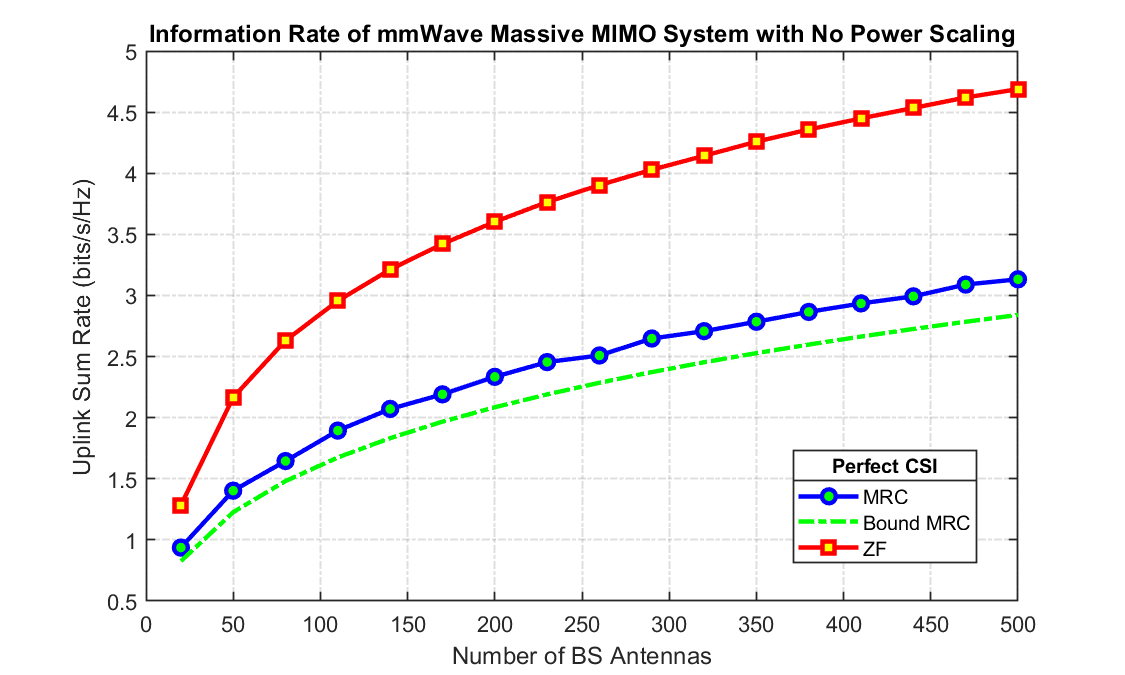 Information Rate of mmWave Massive MIMO System with No Power Scaling
Uplink Sum Rate (bits/s/Hz)
5
4.5
4
3.5
3
2.5
2
1.5
1
0.5
Perfect CSI
MRC
Bound MRC
ZF
0 50 100 150 200 250 300 350 400 450 500
Number of BS Antennas